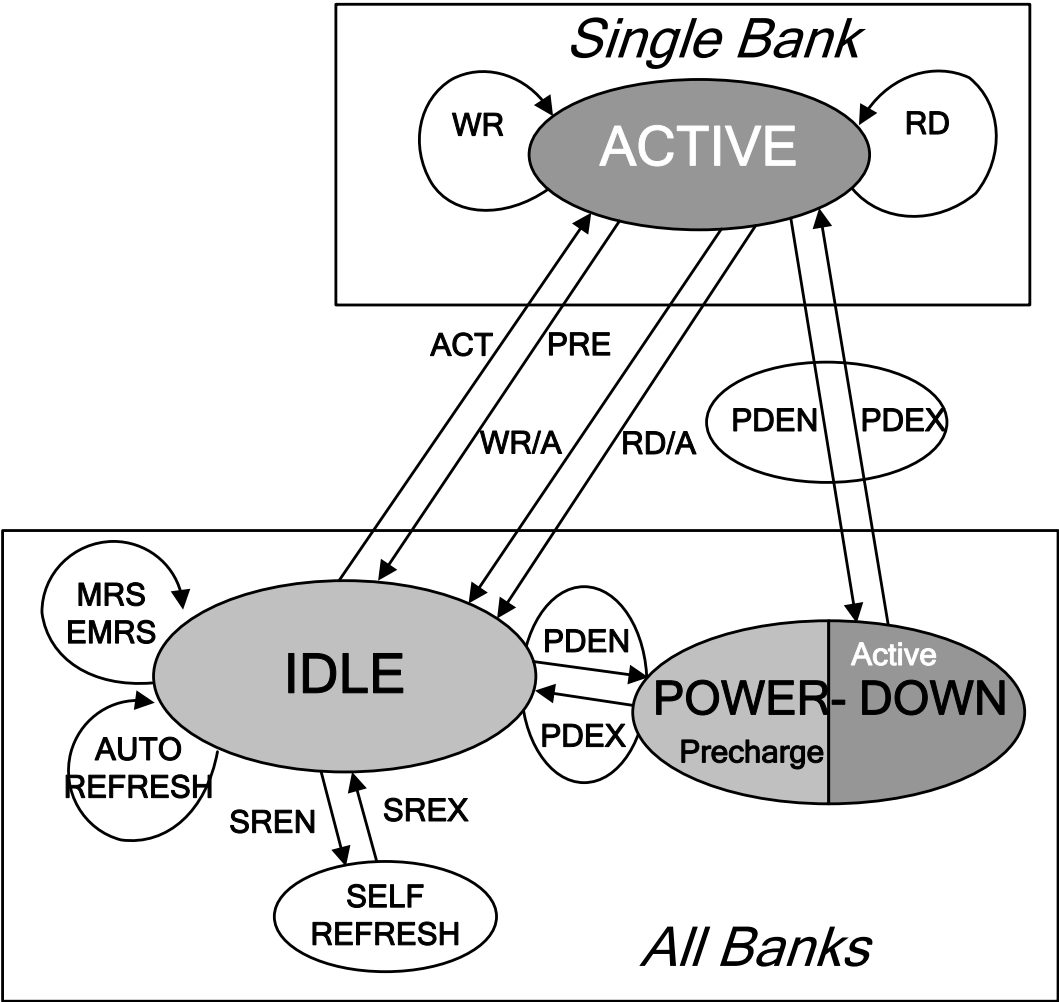 Single Bank
WR
ACTIVE
RD
ACT
PRE
WR/A
RD/A
PDEN
PDEX
MRS
EMRS
IDLE
PDEN
PDEX
Active
POWER- DOWN
Precharge
AUTO
REFRESH
SREN
SREX
SELF
REFRESH
All Banks